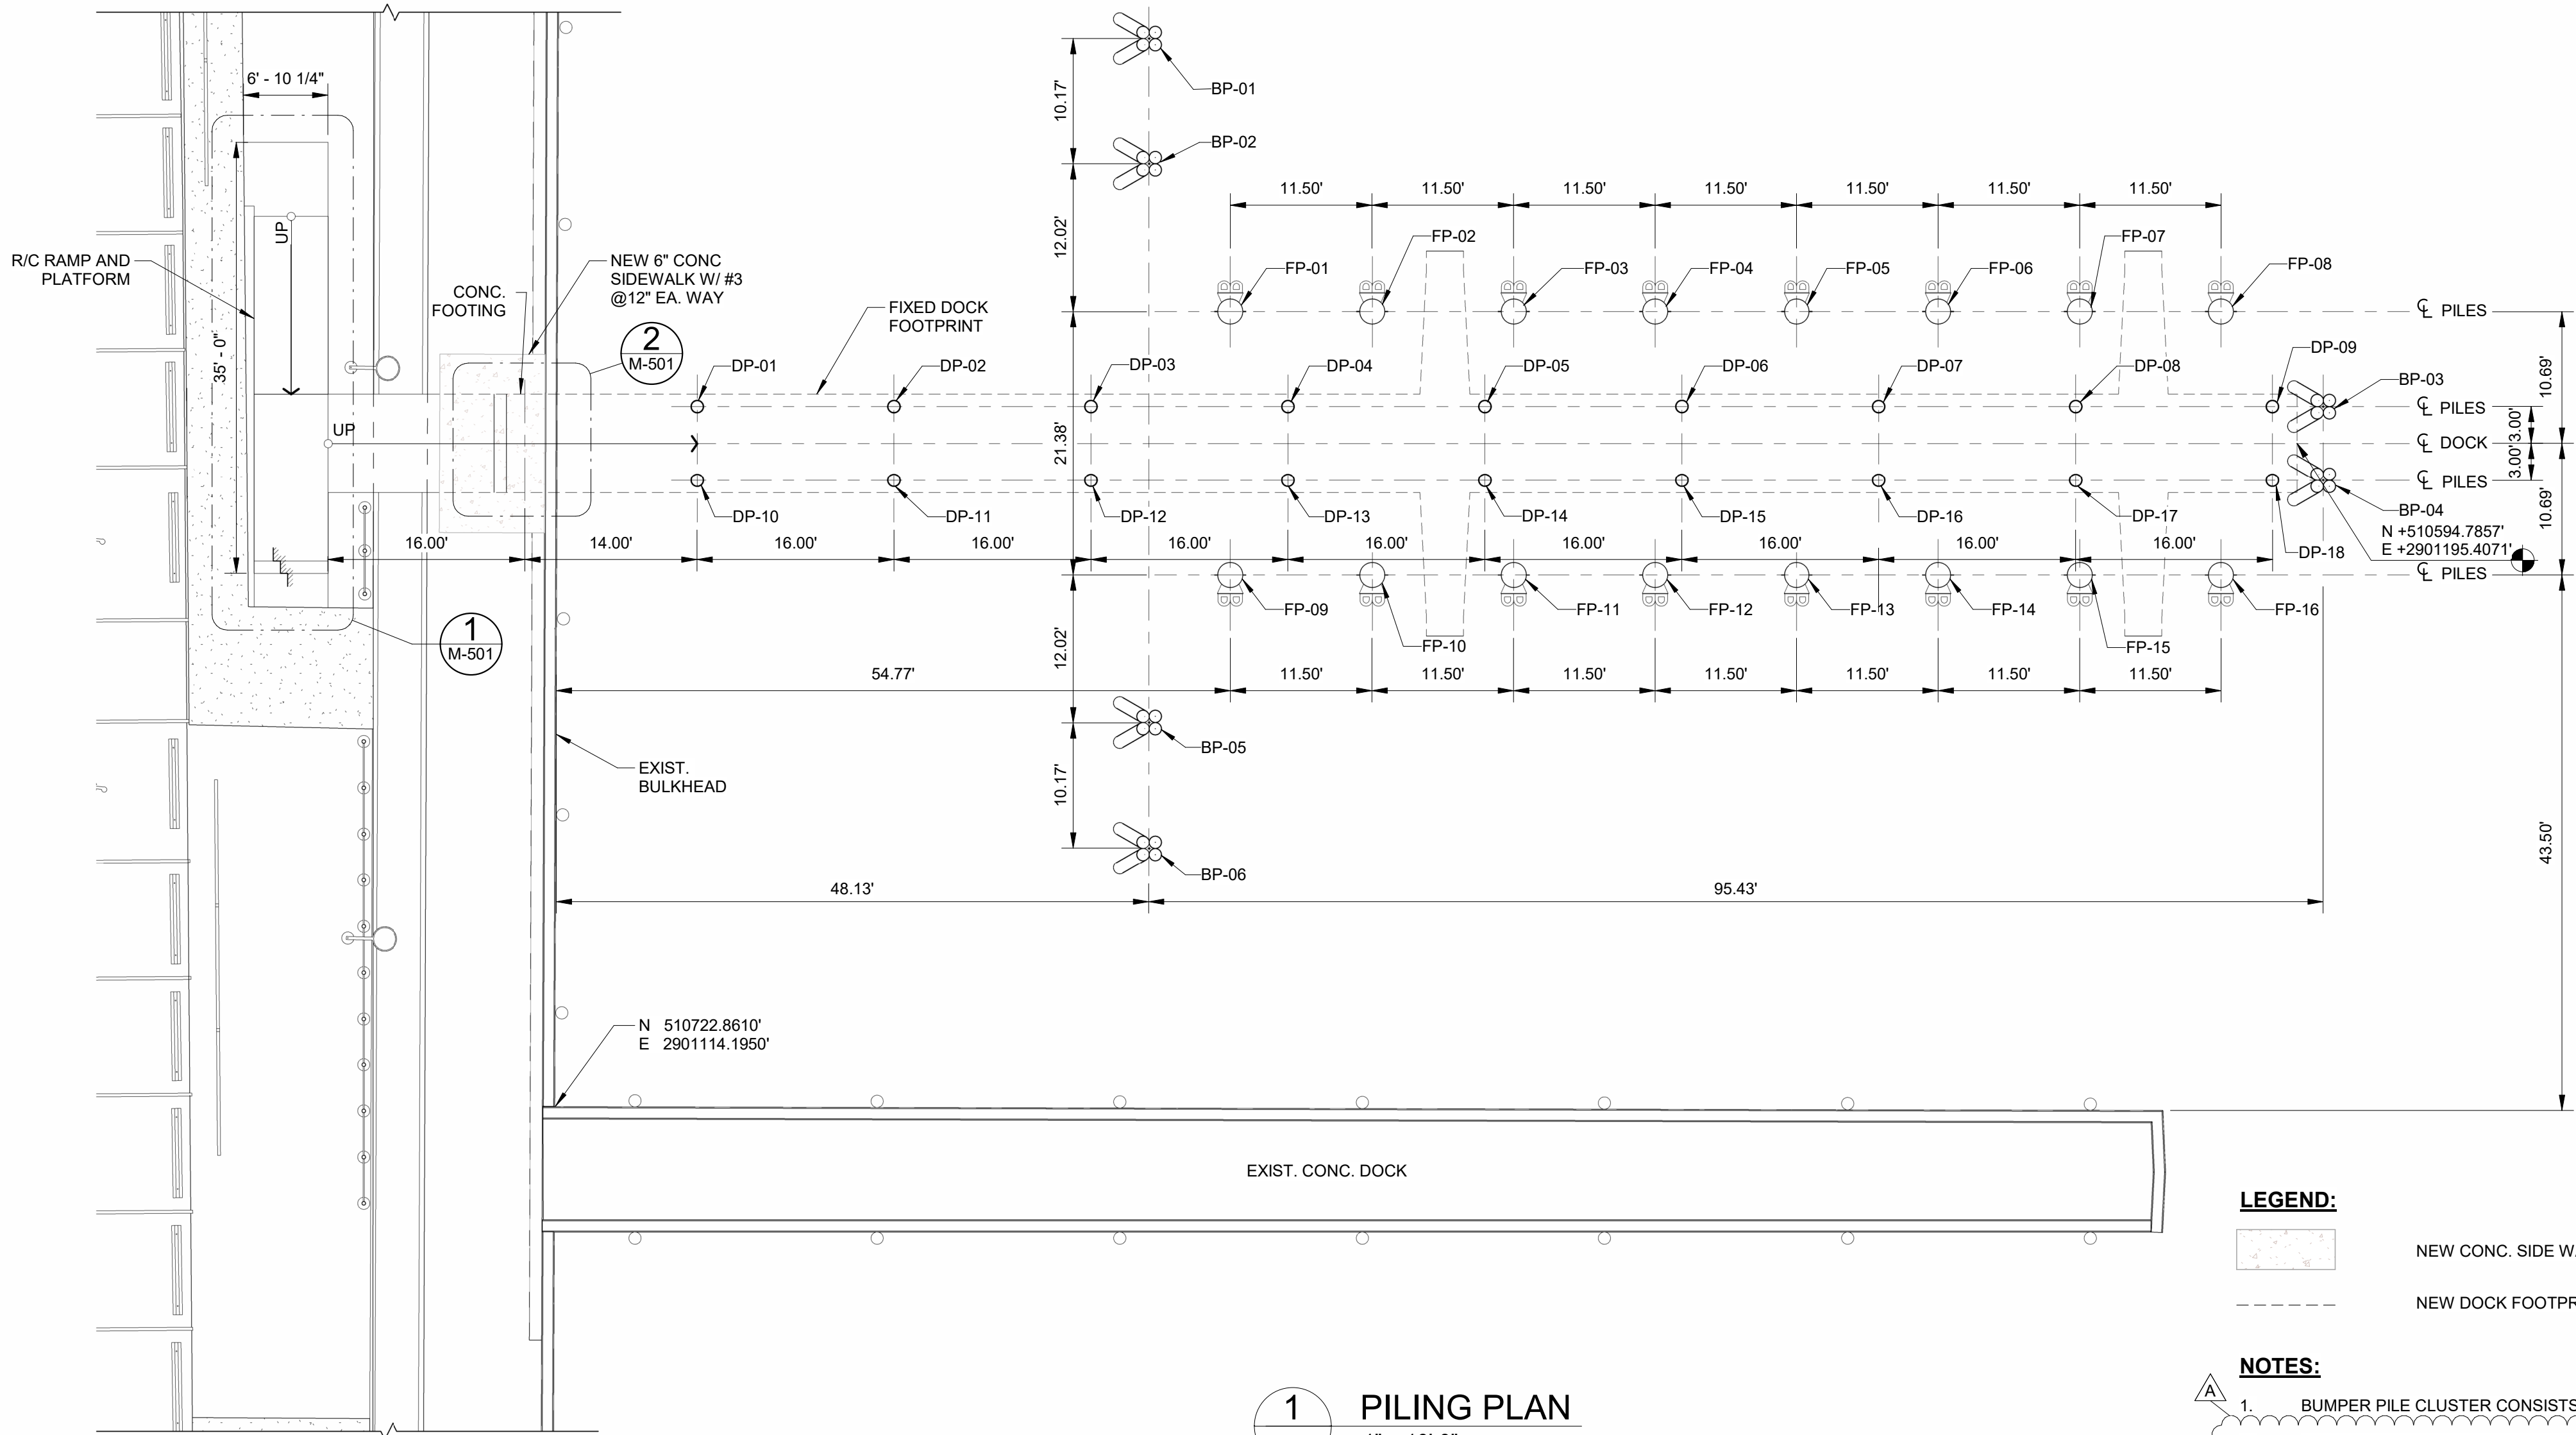 6' - 10 1/4"
10.17'
BP-01
BP-02
11.50'
11.50'
11.50'
11.50'
11.50'
11.50'
11.50'
12.02'
UP
FP-01
FP-02
FP-03
FP-04
FP-05
FP-06
FP-07
FP-08
R/C RAMP AND
PLATFORM
NEW 6" CONC
SIDEWALK W/ #3
@12" EA. WAY
CONC.
FOOTING
FIXED DOCK
FOOTPRINT
2
M-501
35' - 0"
℄ PILES
DP-01
DP-02
DP-03
DP-04
DP-05
DP-06
DP-07
DP-08
DP-09
BP-03
10.69'
℄ PILES
3.00'
UP
21.38'
℄ DOCK
3.00'
℄ PILES
BP-04
10.69'
DP-10
DP-11
DP-12
DP-13
DP-14
DP-15
DP-16
DP-17
DP-18
N +510594.7857'
E +2901195.4071'
16.00'
14.00'
16.00'
16.00'
16.00'
16.00'
16.00'
16.00'
16.00'
16.00'
℄ PILES
FP-09
FP-10
FP-11
FP-12
FP-13
FP-14
FP-15
FP-16
1
M-501
12.02'
54.77'
11.50'
11.50'
11.50'
11.50'
11.50'
11.50'
11.50'
BP-05
EXIST.
BULKHEAD
10.17'
BP-06
48.13'
95.43'
43.50'
N 510722.8610'
E 2901114.1950'
EXIST. CONC. DOCK
LEGEND:
NEW CONC. SIDE
NEW DOCK
NOTES:
A
1. BUMPER PILE CLUSTER CONSISTS
1 PILING PLAN